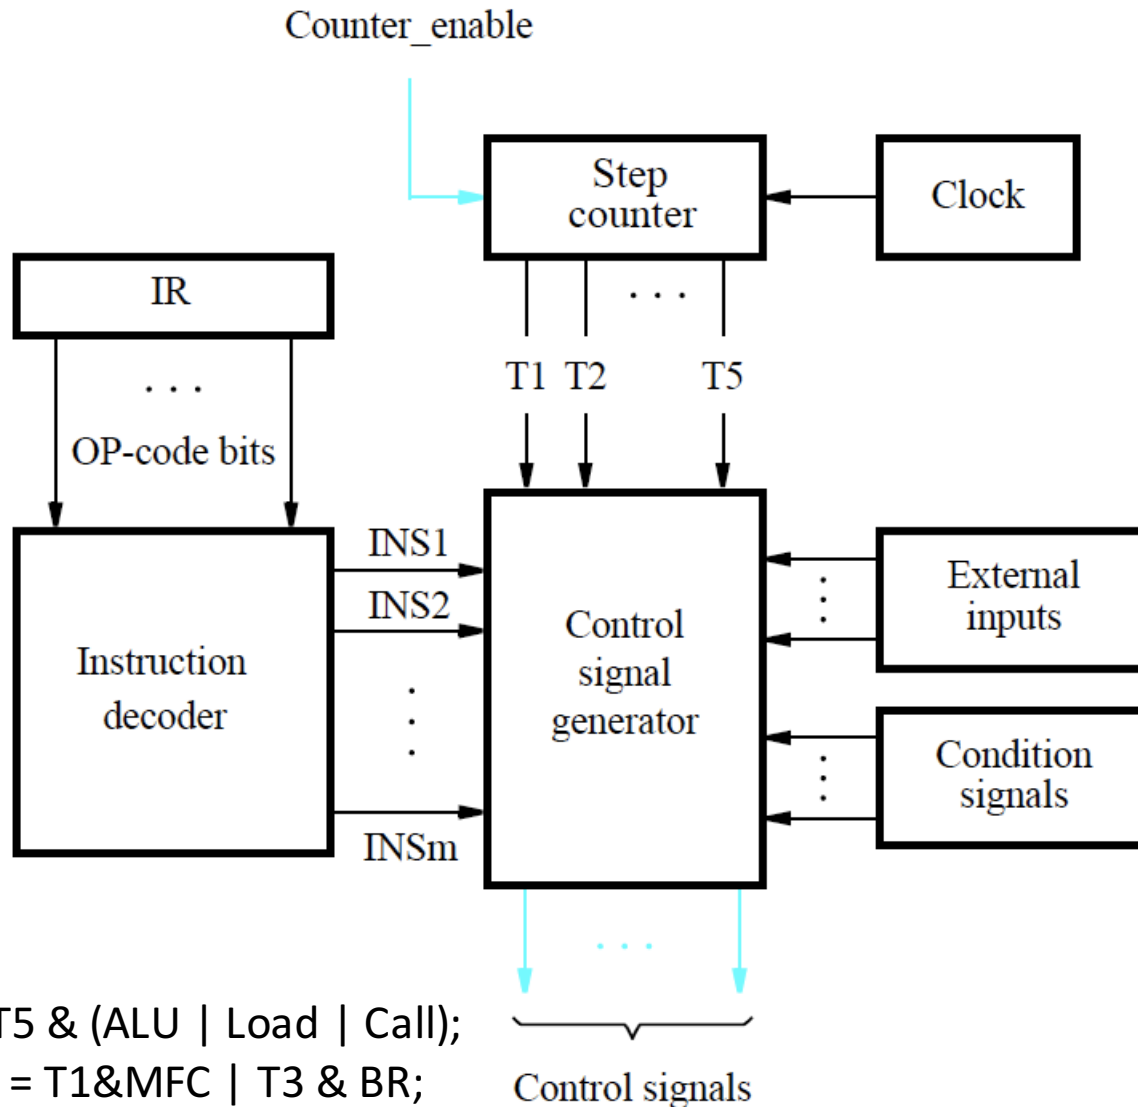 Counter_enable
Step
counter
Clock
IR
. . .
. . .
T1 T2 T5
OP-code bits
INS1
INS2
INSm
Instruction
decoder
Control
signal
generator
External
inputs
Condition
signals
. . .
T5 & (ALU | Load | Call);
= T1&MFC | T3 & BR;
Control signals